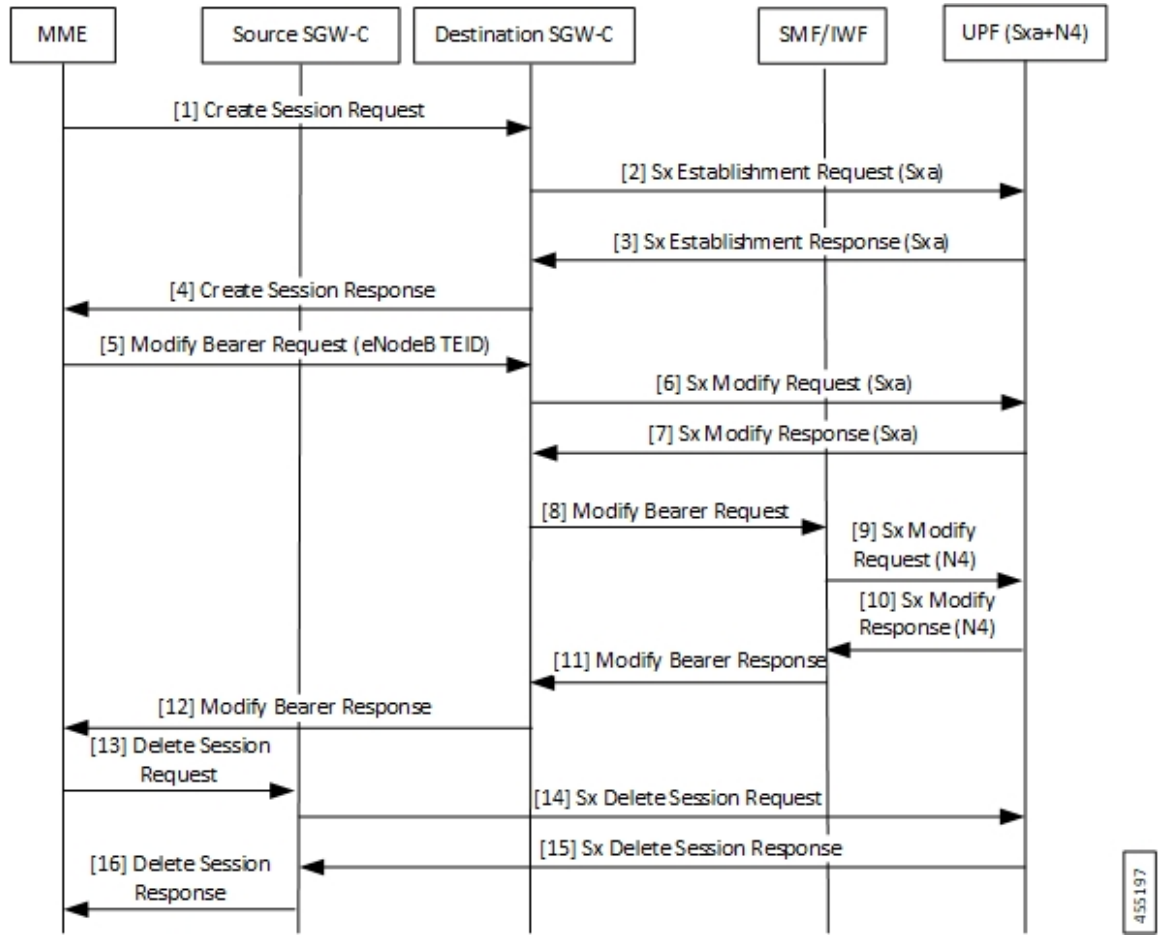 MME
Source SGW-C
Destination SGW-C
SMF/IWF
UPF (Sxa+N4)
[1] Create Session Request
[2] Sx Establishment Request (Sxa)
[3] Sx Establishment Response (Sxa)
[4] Create Session Response
[5] Modify Bearer Request (eNodeB TEID)
[6] Sx Modify Request (Sxa)
[7] Sx Modify Response (Sxa)
[8] Modify Bearer Request
[9] Sx Modify
Request (N4)
[10] Sx Modify
Response (N4)
[11] Modify Bearer Response
[12] Modify Bearer Response
[13] Delete Session
Request
[14] Sx Delete Session Request
[15] Sx Delete Session Response
[16] Delete Session
Response
455197